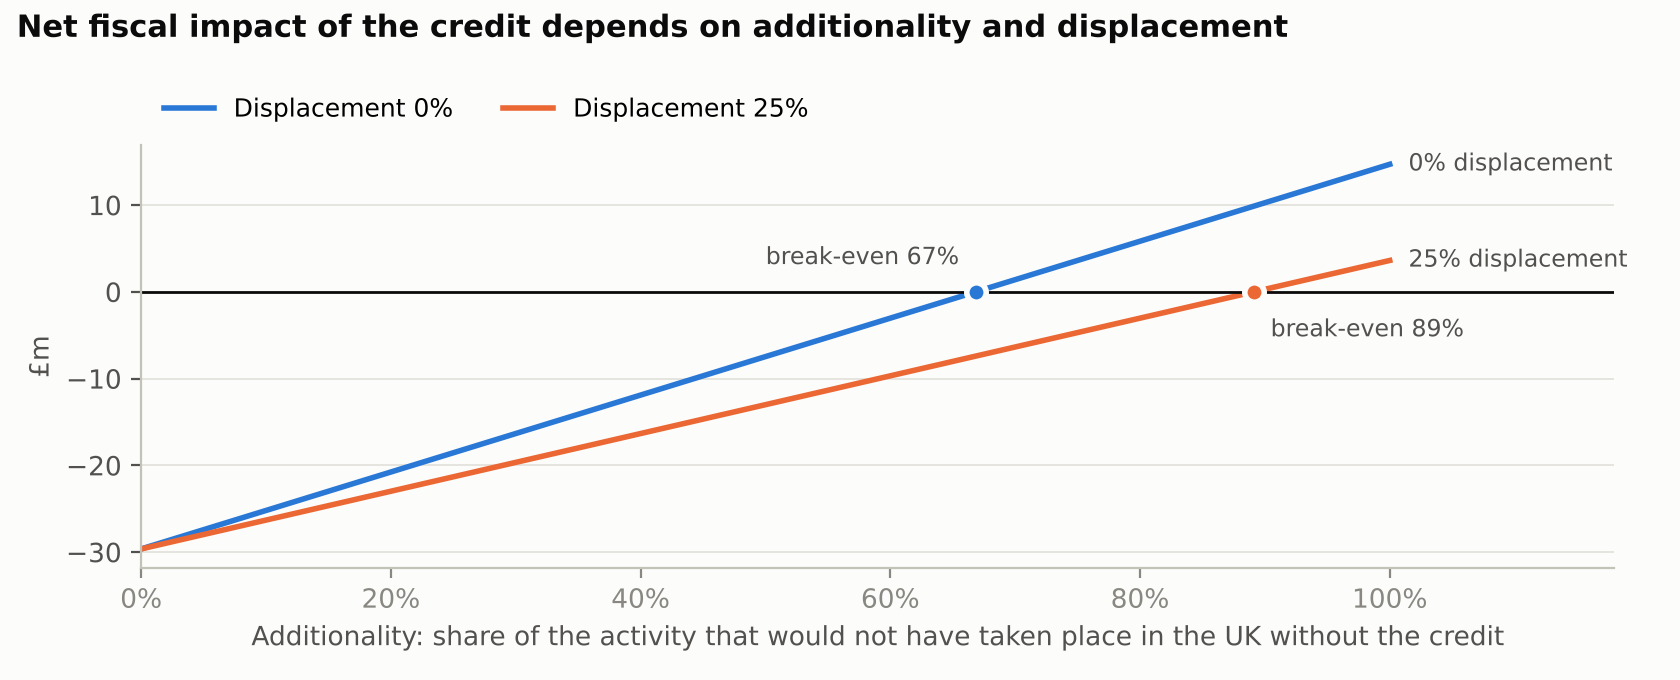 Net fiscal impact of the credit depends on additionality and displacement
Displacement 0%
Displacement 25%
0% displacement
10
break-even 67%
25% displacement
0
break-even 89%
£m
−10
−20
−30
0%
20%
40%
60%
80%
100%
Additionality: share of the activity that would not have taken place in the UK without the credit